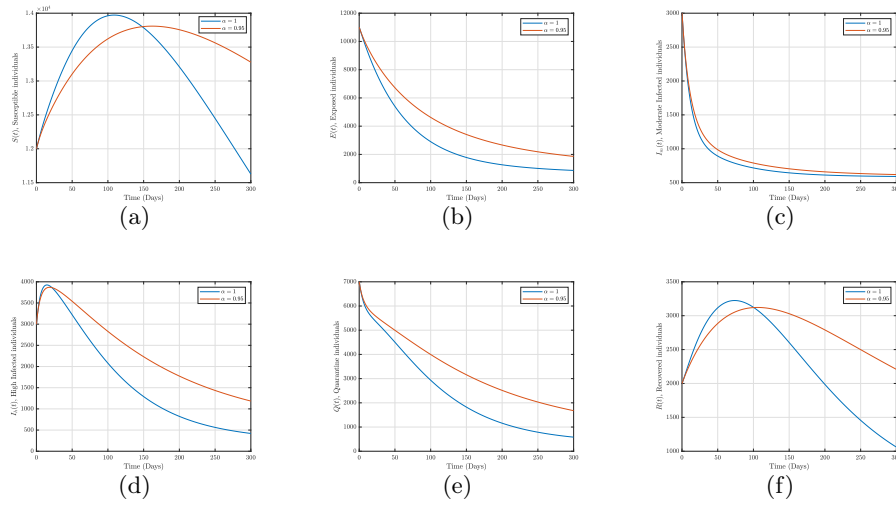 ×10⁴
1.4
1.3
1.3
1.2
1.2
1.15
0 50 100 150 200 250 300
Time (Days)
S(t), Susceptible individuals
α = 1
α = 0.95
(a)
12000
10000
8000
6000
4000
2000
0
0 50 100 150 200 250 300
Time (Days)
E(t), Exposed individuals
α = 1
α = 0.95
(b)
3000
2500
2000
1500
1000
500
0 50 100 150 200 250 300
Time (Days)
(t), Moderate Infected individuals
α = 1
α = 0.95
(c)
4000
3500
3000
2500
2000
1500
1000
500
0
0 50 100 150 200 250 300
Time (Days)
(t), High Infected individuals
α = 1
α = 0.95
(d)
7000
6000
5000
4000
3000
2000
1000
0
0 50 100 150 200 250 300
Time (Days)
Q(t), Quarantine individuals
α = 1
α = 0.95
(e)
3500
3000
2500
2000
1500
1000
0 50 100 150 200 250 300
Time (Days)
R(t), Recovered individuals
α = 1
α = 0.95
(f)